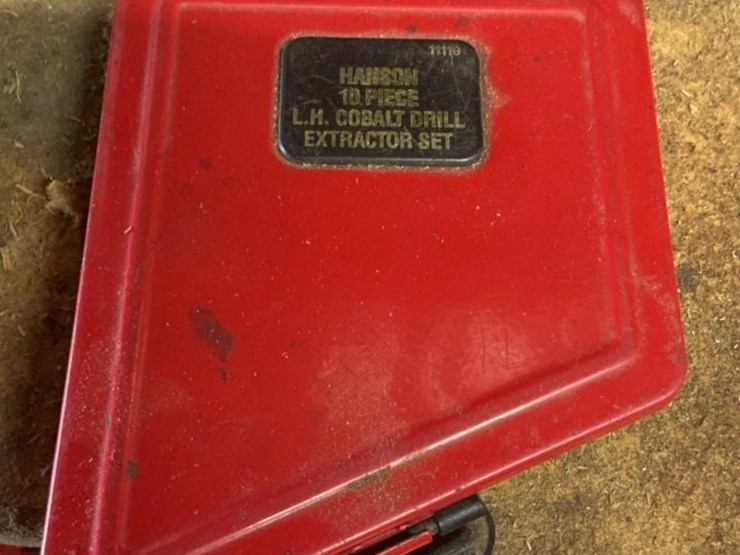 11119
HANSON
10 PIECE
L.H. COBALT DRILL
EXTRACTOR SET